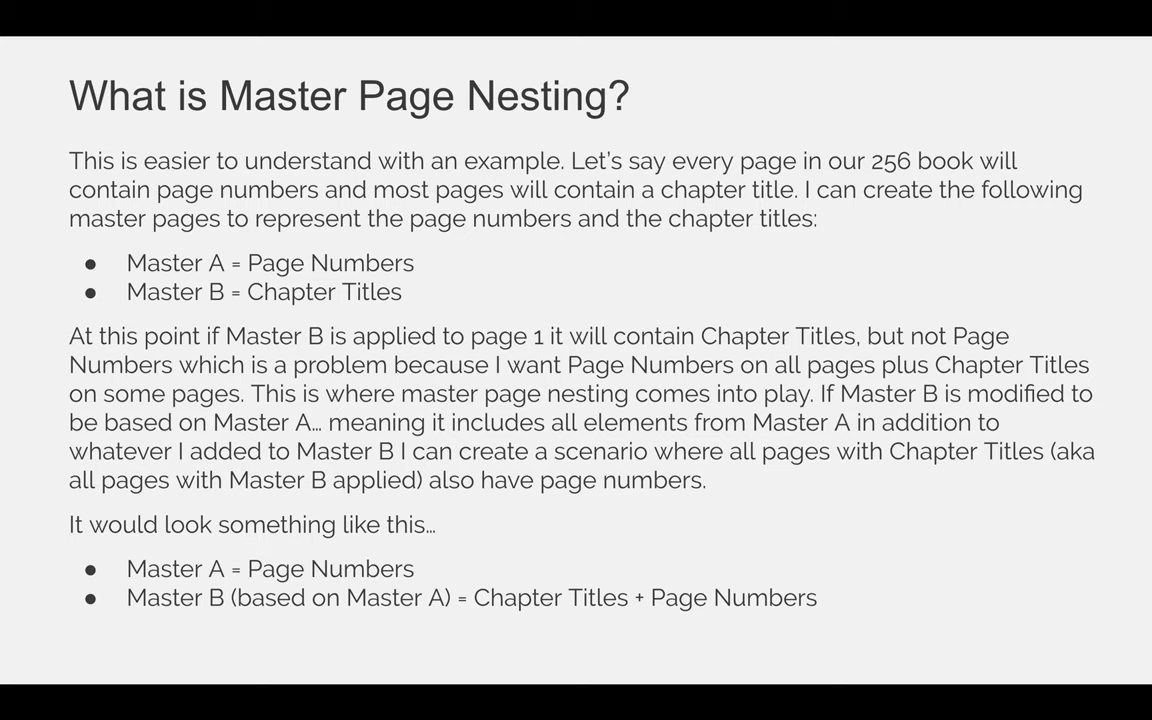 What is Master Page Nesting?
This is easier to understand with an example. Let's say every page in our 256 book will
contain page numbers and most pages will contain a chapter title. I can create the following
master pages to represent the page numbers and the chapter titles:
● Master A = Page Numbers
● Master B = Chapter Titles
At this point if Master B is applied to page 1 it will contain Chapter Titles, but not Page
Numbers which is a problem because I want Page Numbers on all pages plus Chapter Titles
on some pages. This is where master page nesting comes into play. If Master B is modified to
be based on Master A… meaning it includes all elements from Master A in addition to
whatever I added to Master B I can create a scenario where all pages with Chapter Titles (aka
all pages with Master B applied) also have page numbers.
It would look something like this…
● Master A = Page Numbers
● Master B (based on Master A) = Chapter Titles + Page Numbers